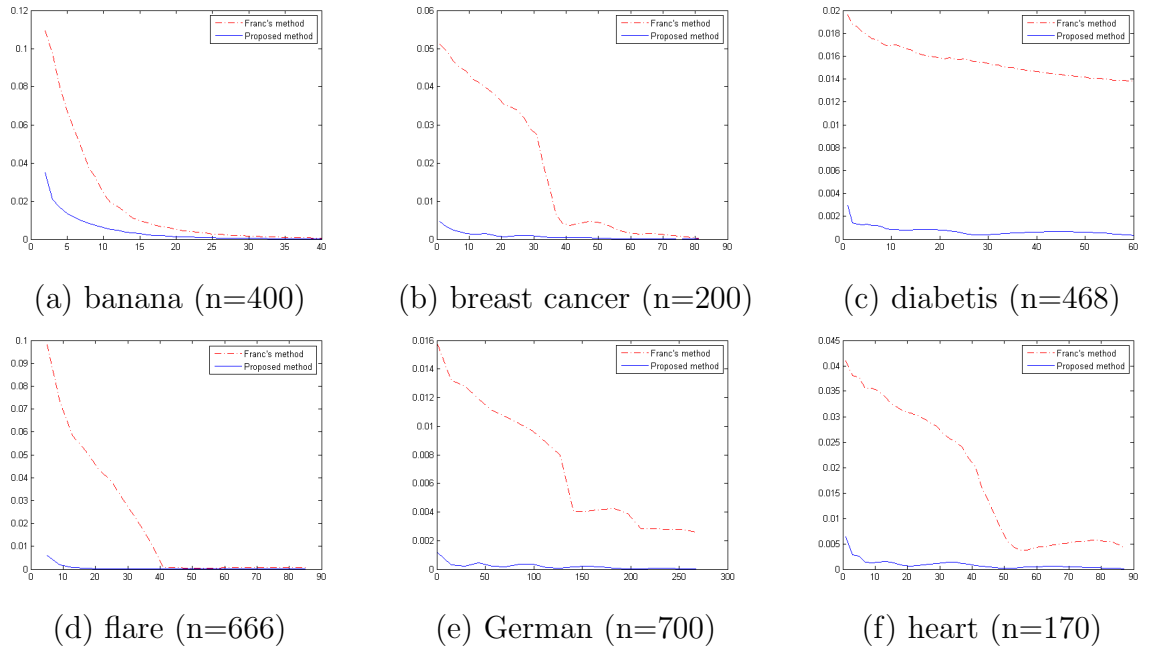 0.12 0.1 0.08 0.06 0.04 0.02 0
0 5 10 15 20 25 30 35 40
Franc's method
Proposed method
0.06 0.05 0.04 0.03 0.02 0.01 0
0 10 20 30 40 50 60 70 80 90
Franc's method
Proposed method
0.02 0.018 0.016 0.014 0.012 0.01 0.008 0.006 0.004 0.002 0
0 10 20 30 40 50 60
Franc's method
Proposed method
(a) banana (n=400)
(b) breast cancer (n=200)
(c) diabetis (n=468)
0.1 0.09 0.08 0.07 0.06 0.05 0.04 0.03 0.02 0.01 0
0 10 20 30 40 50 60 70 80 90
Franc's method
Proposed method
0.016 0.014 0.012 0.01 0.008 0.006 0.004 0.002 0
0 50 100 150 200 250 300
Franc's method
Proposed method
0.045 0.04 0.035 0.03 0.025 0.02 0.015 0.01 0.005 0
0 10 20 30 40 50 60 70 80 90
Franc's method
Proposed method
(d) flare (n=666)
(e) German (n=700)
(f) heart (n=170)